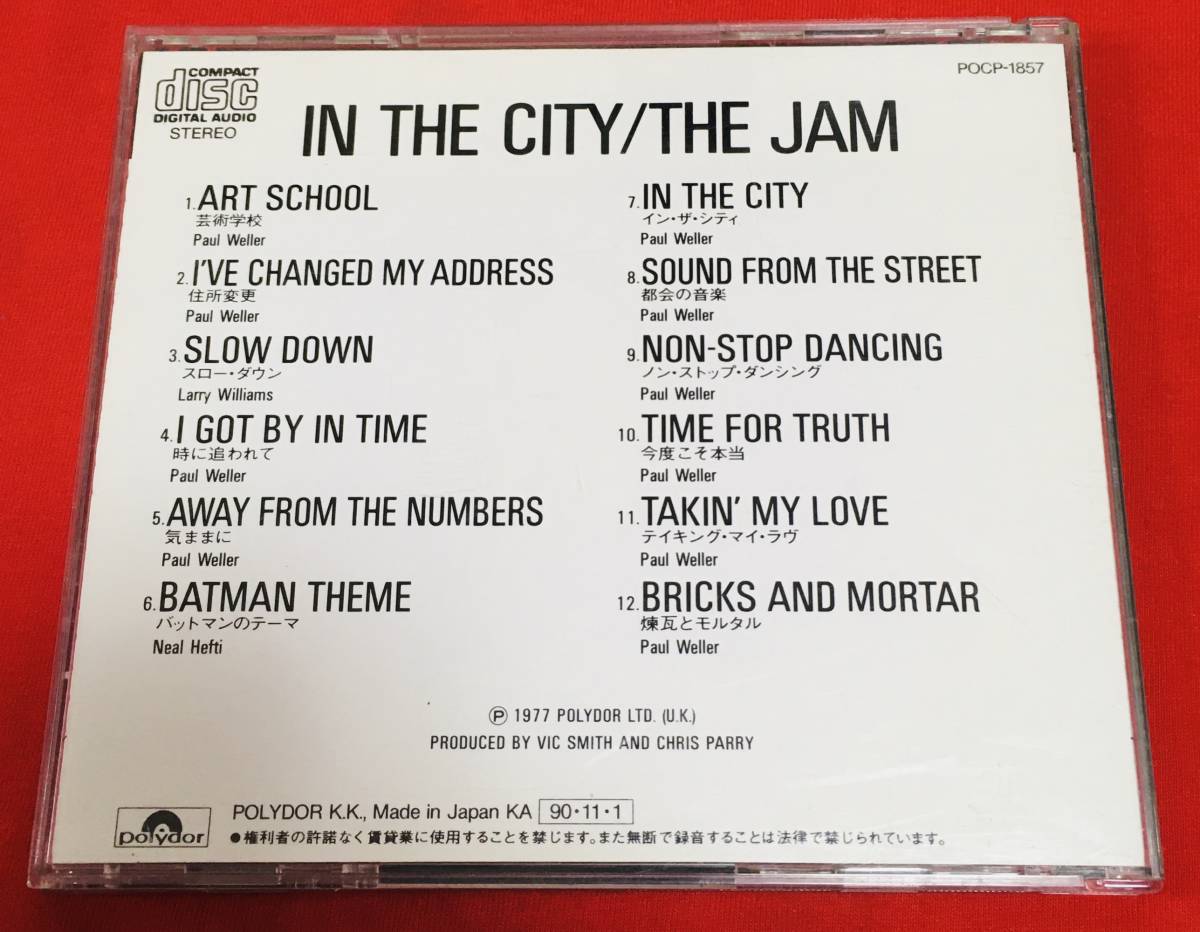 COMPACT
disc
DIGITAL AUDIO
STEREO
POCP-1857
IN THE CITY/THE JAM
1.ART SCHOOL
芸術学校
Paul Weller
2.I'VE CHANGED MY ADDRESS
住所変更
Paul Weller
3.SLOW DOWN
スロー・ダウン
Larry Williams
4.I GOT BY IN TIME
時に追われて
Paul Weller
5.AWAY FROM THE NUMBERS
気ままに
Paul Weller
6.BATMAN THEME
バットマンのテーマ
Neal Hefti
7.IN THE CITY
イン・ザ・シティ
Paul Weller
8.SOUND FROM THE STREET
都会の音楽
Paul Weller
9.NON-STOP DANCING
ノン・ストップ・ダンシング
Paul Weller
10.TIME FOR TRUTH
今度こそ本当
Paul Weller
11.TAKIN' MY LOVE
テイキング・マイ・ラヴ
Paul Weller
12.BRICKS AND MORTAR
煉瓦とモルタル
Paul Weller
Ⓟ 1977 POLYDOR LTD. (U.K.)
PRODUCED BY VIC SMITH AND CHRIS PARRY
polydor
POLYDOR K.K., Made in Japan KA 90・11・1
●権利者の許諾なく賃貸業に使用することを禁じます。また無断で録音することは法律で禁じられています。